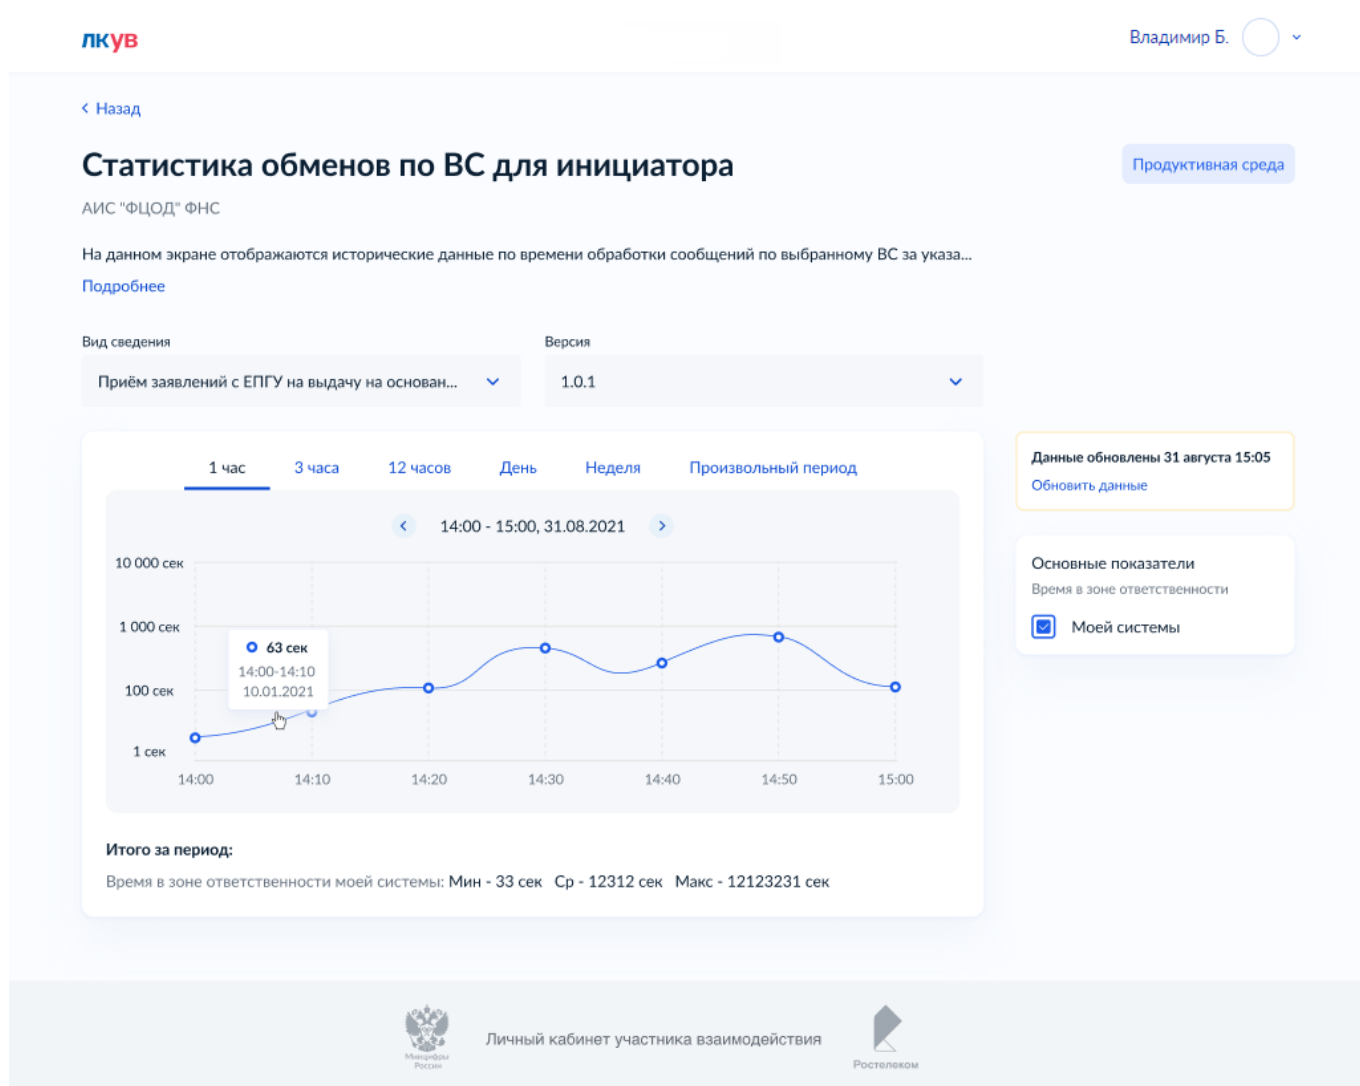 лкув
Владимир Б.
Назад
Статистика обменов по ВС для инициатора
Продуктивная среда
АИС "ФЦОД" ФНС
На данном экране отображаются исторические данные по времени обработки сообщений по выбранному ВС за указа...
Подробнее
Вид сведения
Версия
Приём заявлений с ЕПГУ на выдачу на основан...
1.0.1
1 час
3 часа
12 часов
День
Неделя
Произвольный период
Данные обновлены 31 августа 15:05
Обновить данные
14:00 - 15:00, 31.08.2021
Основные показатели
Время в зоне ответственности
Моей системы
10 000 сек
1 000 сек
100 сек
1 сек
63 сек
14:00-14:10
10.01.2021
14:00
14:10
14:20
14:30
14:40
14:50
15:00
Итого за период:
Время в зоне ответственности моей системы: Мин - 33 сек Ср - 12312 сек Макс - 12123231 сек
Минцифры
России
Личный кабинет участника взаимодействия
Ростелеком